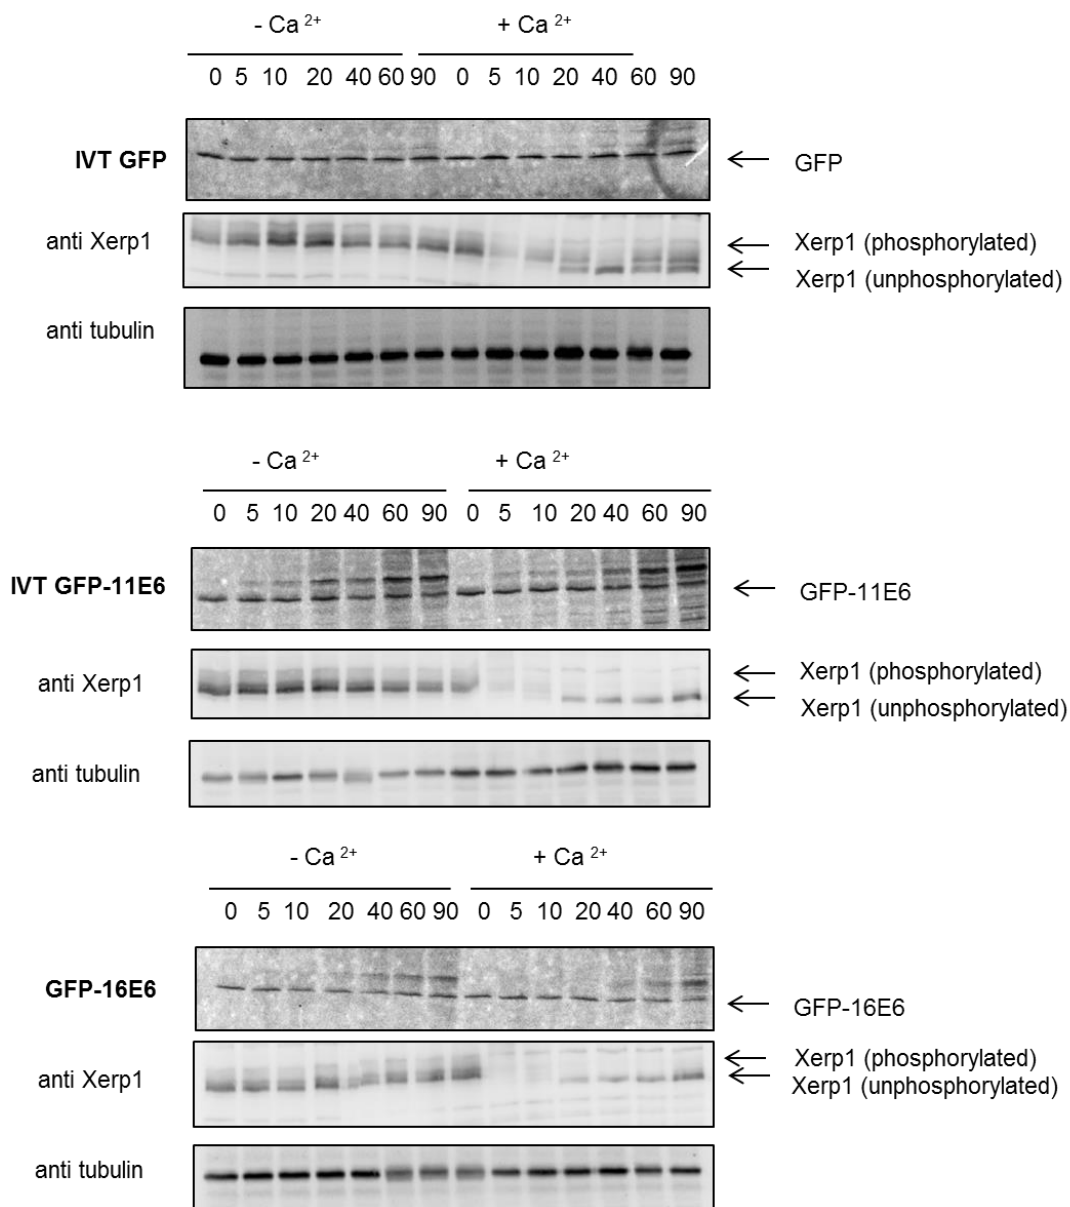 - Ca 2+ + Ca 2+
0 5 10 20 40 60 90 0 5 10 20 40 60 90
IVT GFP
GFP
anti Xerp1
Xerp1 (phosphorylated)
Xerp1 (unphosphorylated)
anti tubulin
- Ca 2+ + Ca 2+
0 5 10 20 40 60 90 0 5 10 20 40 60 90
IVT GFP-11E6
GFP-11E6
anti Xerp1
Xerp1 (phosphorylated)
Xerp1 (unphosphorylated)
anti tubulin
- Ca 2+ + Ca 2+
0 5 10 20 40 60 90 0 5 10 20 40 60 90
GFP-16E6
GFP-16E6
anti Xerp1
Xerp1 (phosphorylated)
Xerp1 (unphosphorylated)
anti tubulin